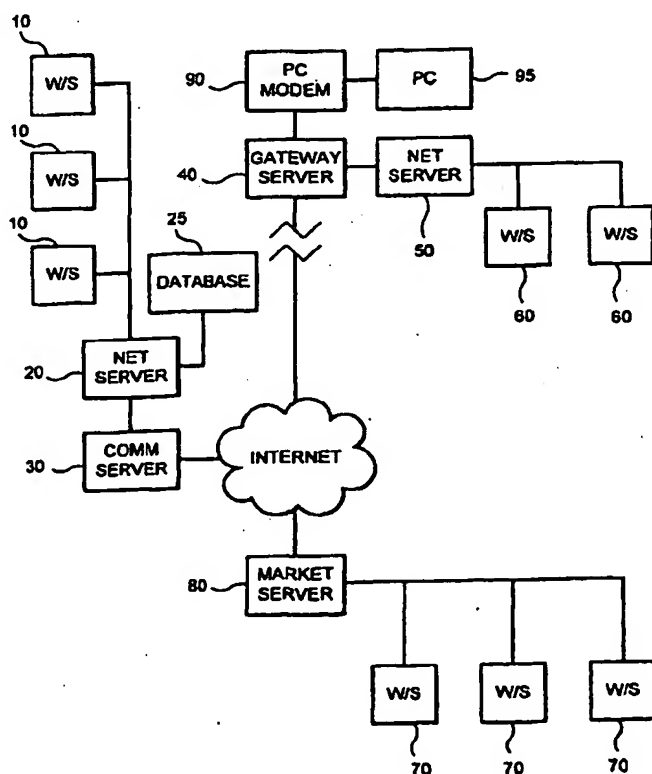 10
W/S
10
W/S
10
W/S
25
DATABASE
20
NET
SERVER
30
COMM
SERVER
90
PC
MODEM
PC
95
40
GATEWAY
SERVER
NET
SERVER
50
W/S
60
W/S
60
INTERNET
80
MARKET
SERVER
W/S
70
W/S
70
W/S
70